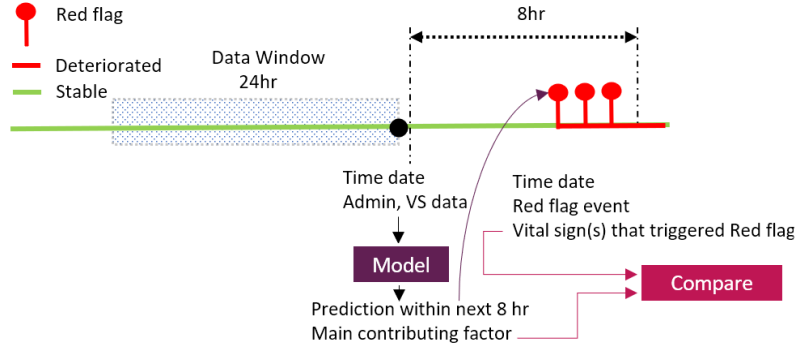 Red flag
8hr
Deteriorated
Stable
Data Window
24hr
Time date
Admin, VS data
Time date
Red flag event
Vital sign(s) that triggered Red flag
Model
Compare
Prediction within next 8 hr
Main contributing factor